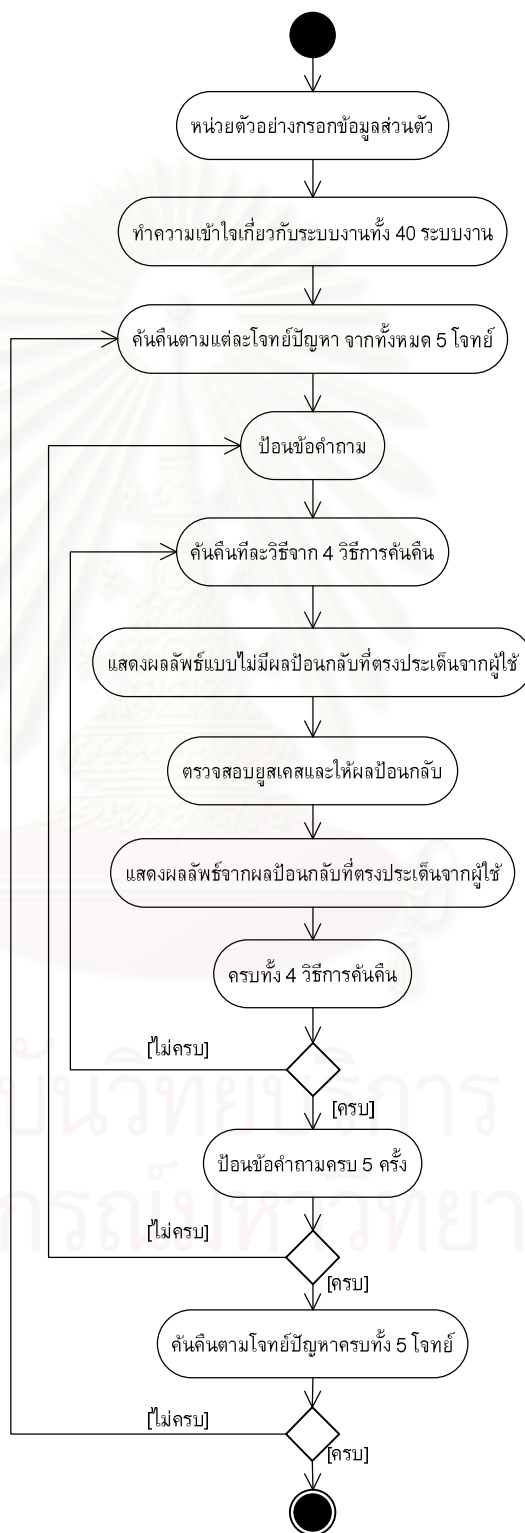 หน่วยตัวอย่างกรอกข้อมูลส่วนตัว
ทำความเข้าใจเกี่ยวกับระบบงานทั้ง 40 ระบบงาน
ค้นคืนตามแต่ละโจทย์ปัญหา จากทั้งหมด 5 โจทย์
ป้อนข้อคำถาม
ค้นคืนทีละวิธีจาก 4 วิธีการค้นคืน
แสดงผลลัพธ์แบบไม่มีผลป้อนกลับที่ตรงประเด็นจากผู้ใช้
ตรวจสอบยูสเคสและให้ผลป้อนกลับ
แสดงผลลัพธ์จากผลป้อนกลับที่ตรงประเด็นจากผู้ใช้
ครบทั้ง 4 วิธีการค้นคืน
[ไม่ครบ]
[ครบ]
ป้อนข้อคำถามครบ 5 ครั้ง
[ไม่ครบ]
[ครบ]
ค้นคืนตามโจทย์ปัญหาครบทั้ง 5 โจทย์
[ไม่ครบ]
[ครบ]